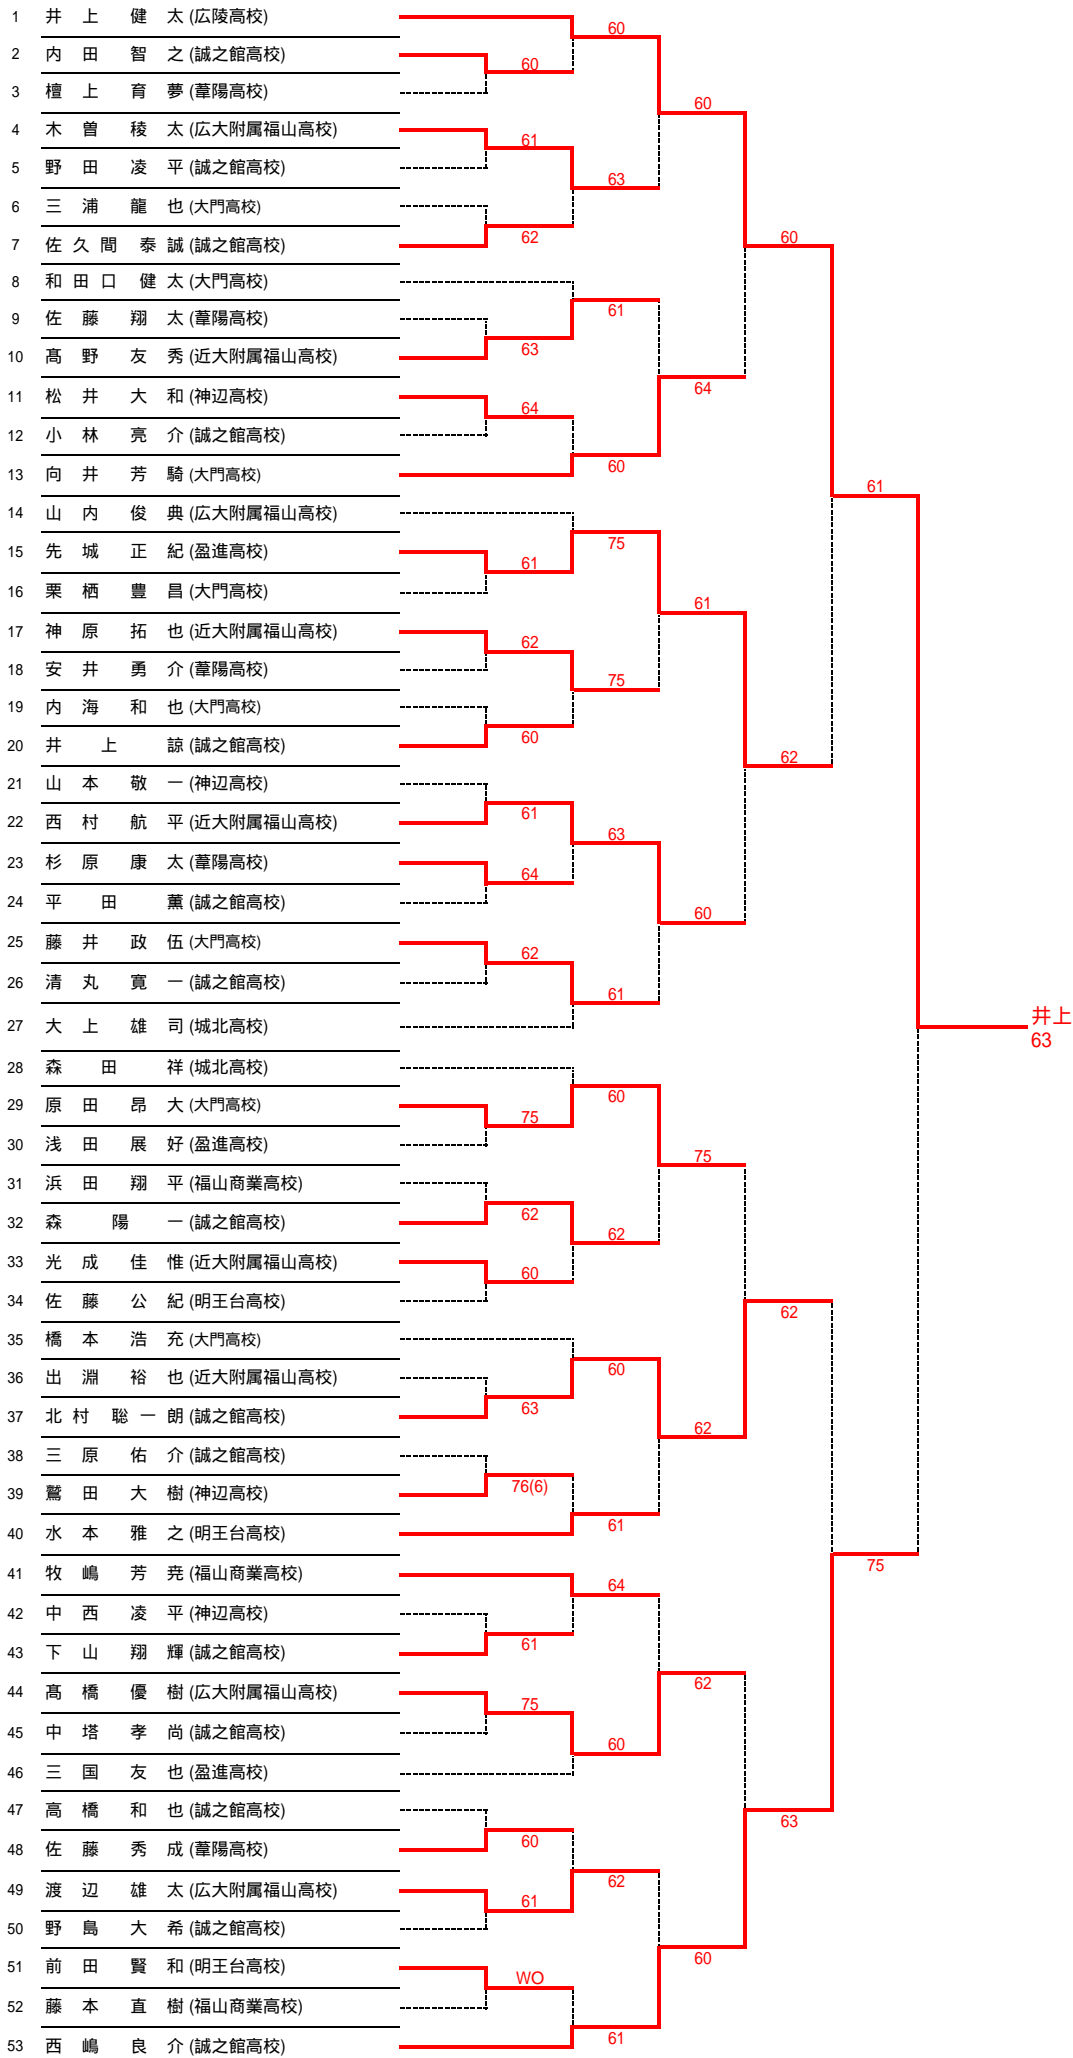 1 井上 健太 (広陵高校)
60
2 内田 智之 (誠之館高校)
60
3 檀上 育夢 (葦陽高校)
60
4 木曽 稜太 (広大附属福山高校)
61
5 野田 凌平 (誠之館高校)
63
6 三浦 龍也 (大門高校)
62
7 佐久間 泰誠 (誠之館高校)
60
8 和田口 健太 (大門高校)
61
9 佐藤 翔太 (葦陽高校)
63
10 髙野 友秀 (近大附属福山高校)
64
11 松井 大和 (神辺高校)
64
12 小林 亮介 (誠之館高校)
60
13 向井 芳騎 (大門高校)
61
14 山内 俊典 (広大附属福山高校)
75
15 先城 正紀 (盈進高校)
61
16 栗栖 豊昌 (大門高校)
61
17 神原 拓也 (近大附属福山高校)
62
18 安井 勇介 (葦陽高校)
75
19 内海 和也 (大門高校)
60
20 井上 諒 (誠之館高校)
62
21 山本 敬一 (神辺高校)
61
22 西村 航平 (近大附属福山高校)
63
23 杉原 康太 (葦陽高校)
64
24 平田 薫 (誠之館高校)
60
25 藤井 政伍 (大門高校)
62
26 清丸 寛一 (誠之館高校)
61
27 大上 雄司 (城北高校)
井上
63
28 森田 祥 (城北高校)
60
29 原田 昂大 (大門高校)
75
30 浅田 展好 (盈進高校)
75
31 浜田 翔平 (福山商業高校)
62
32 森 陽一 (誠之館高校)
62
33 光成 佳惟 (近大附属福山高校)
60
34 佐藤 公紀 (明王台高校)
62
35 橋本 浩充 (大門高校)
60
36 出淵 裕也 (近大附属福山高校)
63
37 北村 聡一朗 (誠之館高校)
62
38 三原 佑介 (誠之館高校)
76(6)
39 鷲田 大樹 (神辺高校)
61
40 水本 雅之 (明王台高校)
75
41 牧嶋 芳尭 (福山商業高校)
64
42 中西 凌平 (神辺高校)
61
43 下山 翔輝 (誠之館高校)
62
44 髙橋 優樹 (広大附属福山高校)
75
45 中塔 孝尚 (誠之館高校)
60
46 三国 友也 (盈進高校)
47 高橋 和也 (誠之館高校)
63
60
48 佐藤 秀成 (葦陽高校)
62
49 渡辺 雄太 (広大附属福山高校)
61
50 野島 大希 (誠之館高校)
60
51 前田 賢和 (明王台高校)
WO
52 藤本 直樹 (福山商業高校)
61
53 西嶋 良介 (誠之館高校)